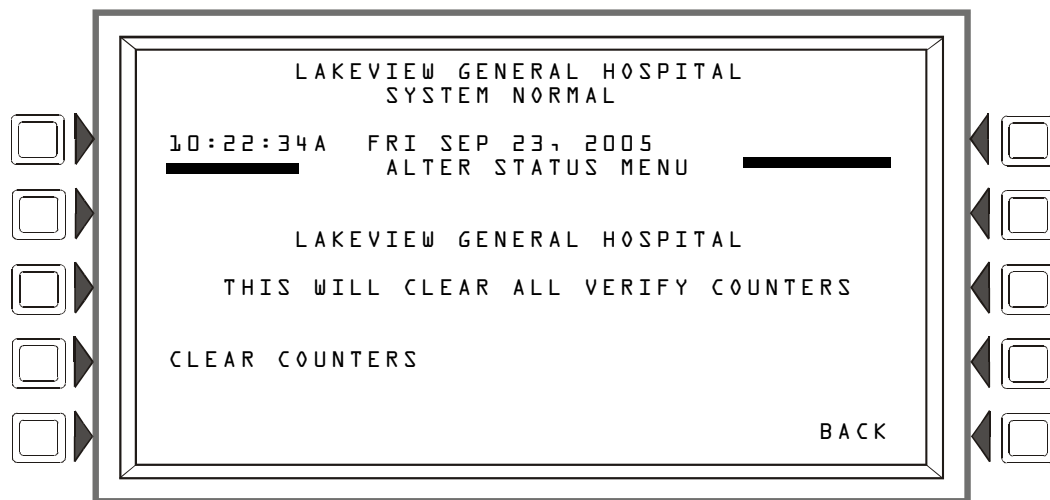 LAKEVIEW GENERAL HOSPITAL
SYSTEM NORMAL
10:22:34A FRI SEP 23, 2005
ALTER STATUS MENU
LAKEVIEW GENERAL HOSPITAL
THIS WILL CLEAR ALL VERIFY COUNTERS
CLEAR COUNTERS
BACK